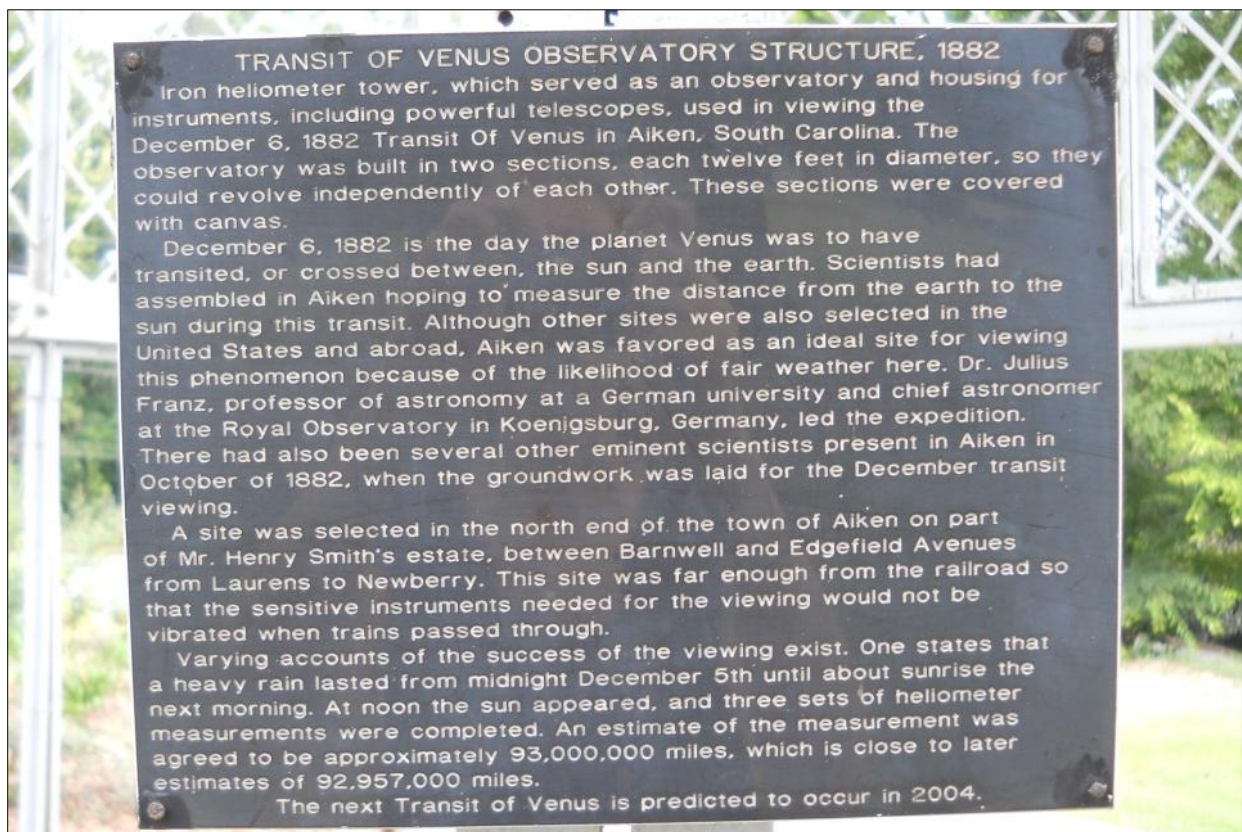 TRANSIT OF VENUS OBSERVATORY STRUCTURE, 1882
Iron heliometer tower, which served as an observatory and housing for
instruments, including powerful telescopes, used in viewing the
December 6, 1882 Transit Of Venus in Aiken, South Carolina. The
observatory was built in two sections, each twelve feet in diameter, so they
could revolve independently of each other. These sections were covered
with canvas.
December 6, 1882 is the day the planet Venus was to have
transited, or crossed between, the sun and the earth. Scientists had
assembled in Aiken hoping to measure the distance from the earth to the
sun during this transit. Although other sites were also selected in the
United States and abroad, Aiken was favored as an ideal site for viewing
this phenomenon because of the likelihood of fair weather here. Dr. Julius
Franz, professor of astronomy at a German university and chief astronomer
at the Royal Observatory in Koenigsburg, Germany, led the expedition.
There had also been several other eminent scientists present in Aiken in
October of 1882, when the groundwork was laid for the December transit
viewing.
A site was selected in the north end of the town of Aiken on part
of Mr. Henry Smith's estate, between Barnwell and Edgefield Avenues
from Laurens to Newberry. This site was far enough from the railroad so
that the sensitive instruments needed for the viewing would not be
vibrated when trains passed through.
Varying accounts of the success of the viewing exist. One states that
a heavy rain lasted from midnight December 5th until about sunrise the
next morning. At noon the sun appeared, and three sets of heliometer
measurements were completed. An estimate of the measurement was
agreed to be approximately 93,000,000 miles, which is close to later
estimates of 92,957,000 miles.
The next Transit of Venus is predicted to occur in 2004.